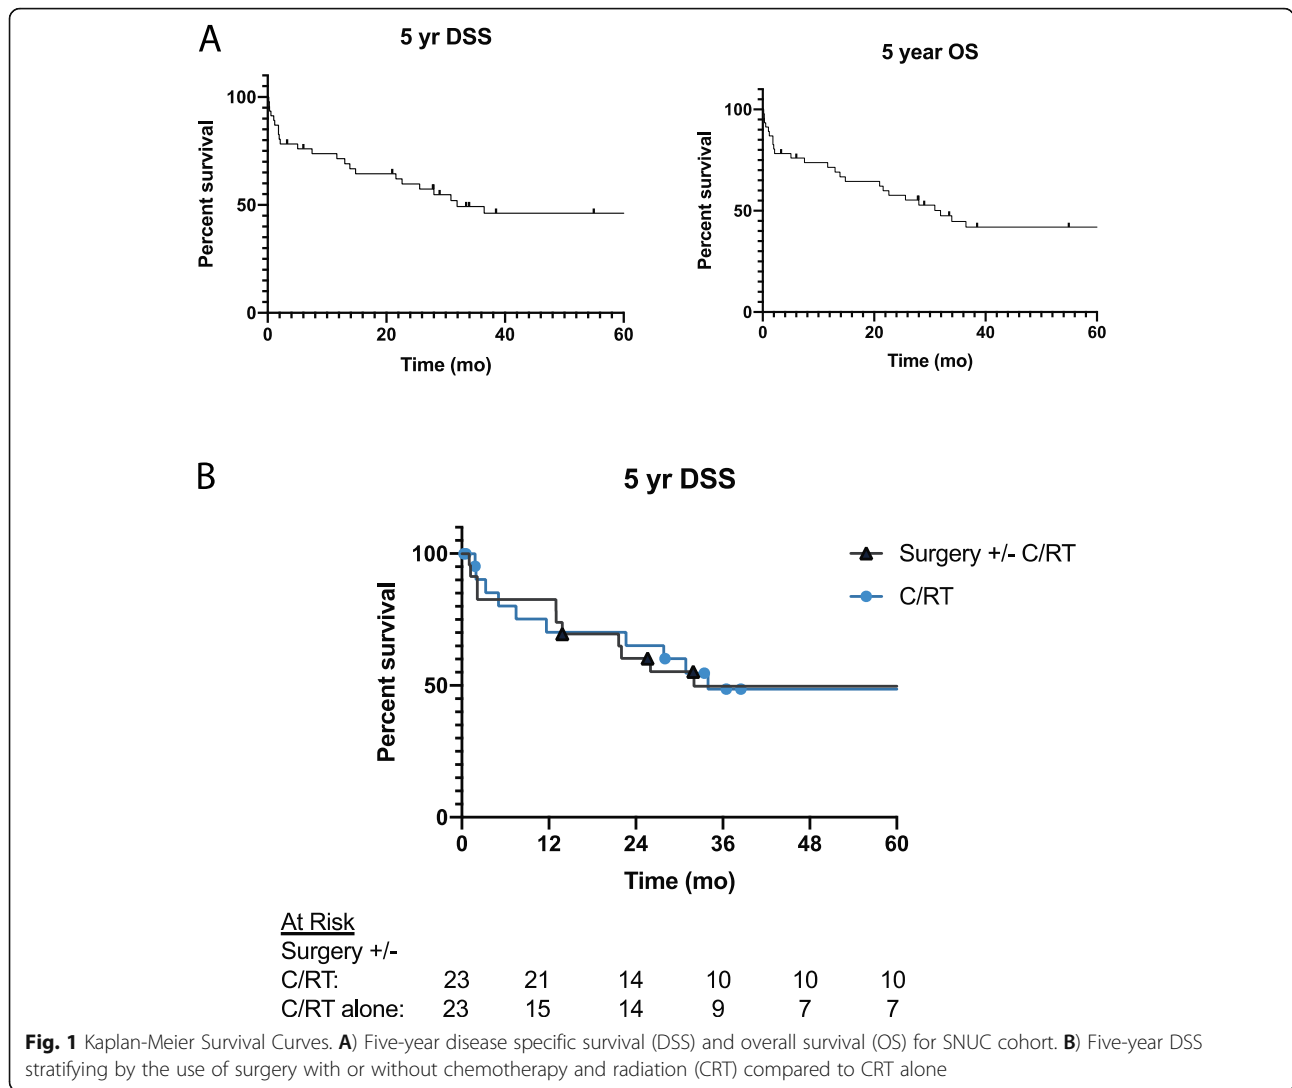 A
5 yr DSS
5 year OS
Percent survival
100
50
0
0 20 40 60
Time (mo)
Percent survival
100
50
0
0 20 40 60
Time (mo)
B
5 yr DSS
Percent survival
100
50
0
0 12 24 36 48 60
Time (mo)
Surgery +/- C/RT
C/RT
At Risk
Surgery +/-
C/RT: 23 21 14 10 10 10
C/RT alone: 23 15 14 9 7 7
Fig. 1 Kaplan-Meier Survival Curves. A) Five-year disease specific survival (DSS) and overall survival (OS) for SNUC cohort. B) Five-year DSS
stratifying by the use of surgery with or without chemotherapy and radiation (CRT) compared to CRT alone